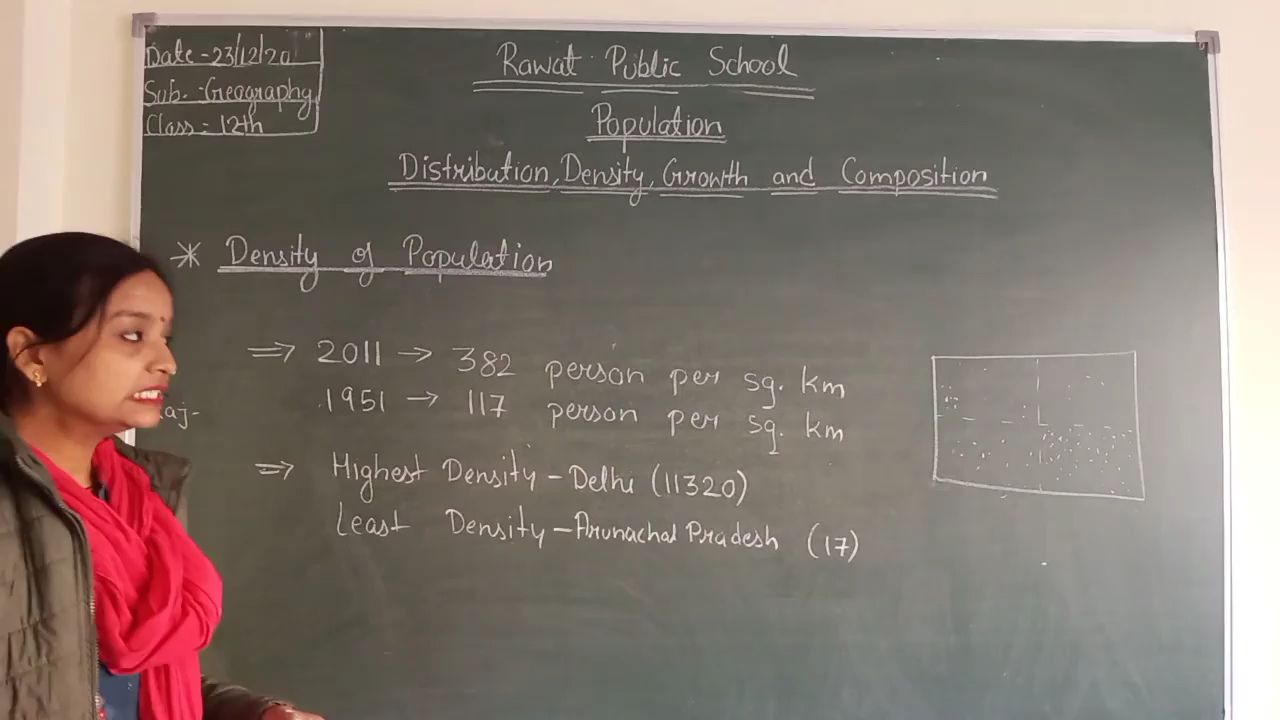 Date - 23/12/20
Sub. : Geography
Class : 12th
Rawat Public School
Population
Distribution, Density, Growth and Composition
* Density of Population
⇒ 2011 → 382 person per sq. km
1951 → 117 person per sq. km
⇒ Highest Density - Delhi (11320)
Least Density - Arunachal Pradesh (17)